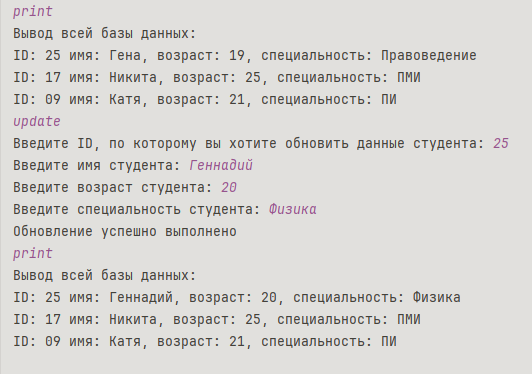 print
Вывод всей базы данных:
ID: 25 имя: Гена, возраст: 19, специальность: Правоведение
ID: 17 имя: Никита, возраст: 25, специальность: ПМИ
ID: 09 имя: Катя, возраст: 21, специальность: ПИ
update
Введите ID, по которому вы хотите обновить данные студента: 25
Введите имя студента: Геннадий
Введите возраст студента: 20
Введите специальность студента: Физика
Обновление успешно выполнено
print
Вывод всей базы данных:
ID: 25 имя: Геннадий, возраст: 20, специальность: Физика
ID: 17 имя: Никита, возраст: 25, специальность: ПМИ
ID: 09 имя: Катя, возраст: 21, специальность: ПИ